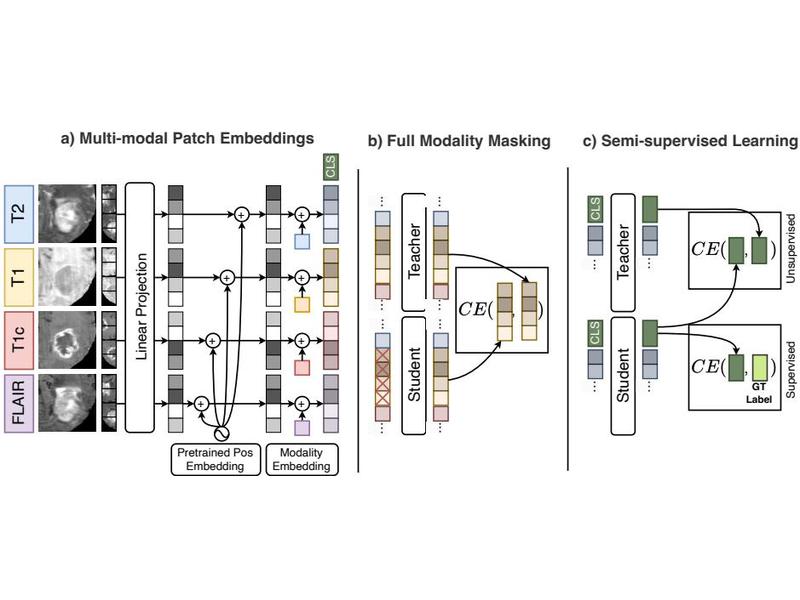 a) Multi-modal Patch Embeddings
CLS
T2
T1
T1c
FLAIR
Linear Projection
+
+
+
+
+
+
+
+
Pretrained Pos
Embedding
Modality
Embedding
b) Full Modality Masking
...
...
Teacher
...
...
Student
...
...
CE( , )
c) Semi-supervised Learning
CLS
...
Teacher
...
CE( , )
Unsupervised
CLS
...
Student
...
CE( , )
GT
Label
Supervised